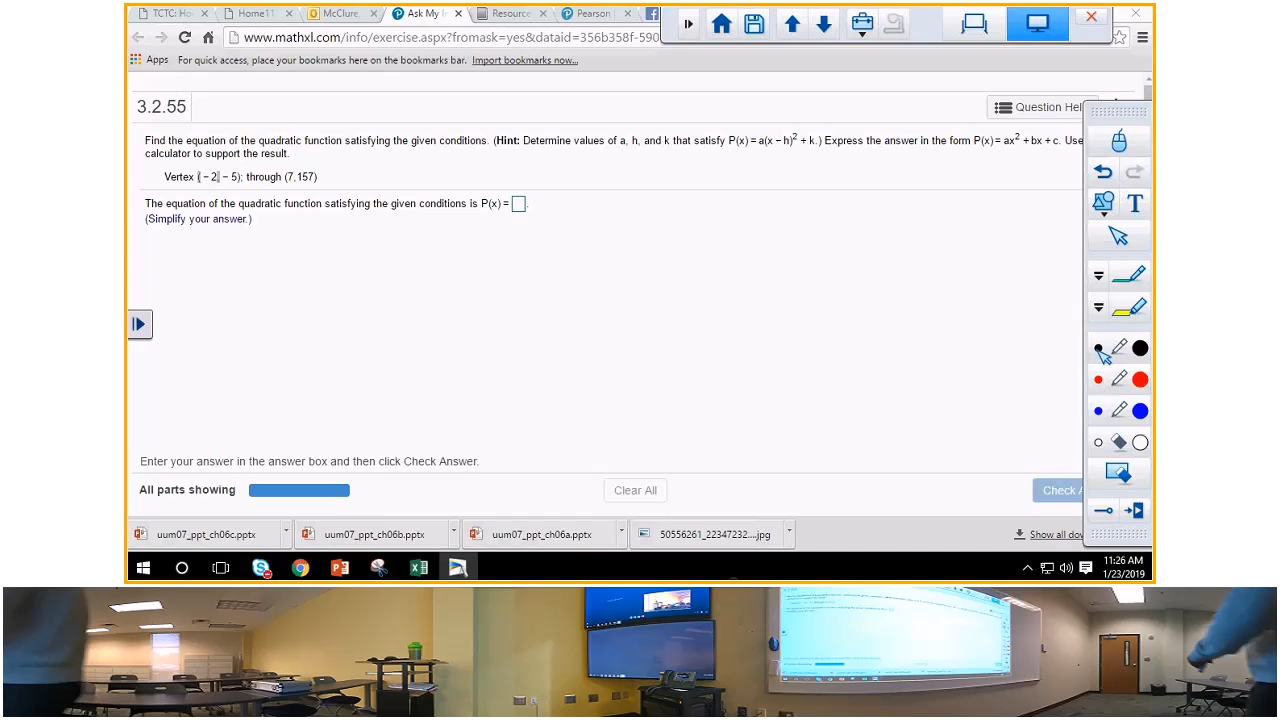 TCTC: Ho
Home11
McClure,
Ask My I
Resource
Pearson
www.mathxl.com/info/exercise.aspx?fromask=yes&dataid=356b358f-590
Apps For quick access, place your bookmarks here on the bookmarks bar. Import bookmarks now...
3.2.55
Question Hel
Find the equation of the quadratic function satisfying the given conditions. (Hint: Determine values of a, h, and k that satisfy P(x) = a(x − h)² + k.) Express the answer in the form P(x) = ax² + bx + c. Use
calculator to support the result.
Vertex (− 2, − 5); through (7,157)
The equation of the quadratic function satisfying the given conditions is P(x) = .
(Simplify your answer.)
T
Enter your answer in the answer box and then click Check Answer.
All parts showing
Clear All
Check A
uum07_ppt_ch06c.pptx
uum07_ppt_ch06b.pptx
uum07_ppt_ch06a.pptx
50556261_22347232....jpg
Show all dow
11:26 AM
1/23/2019